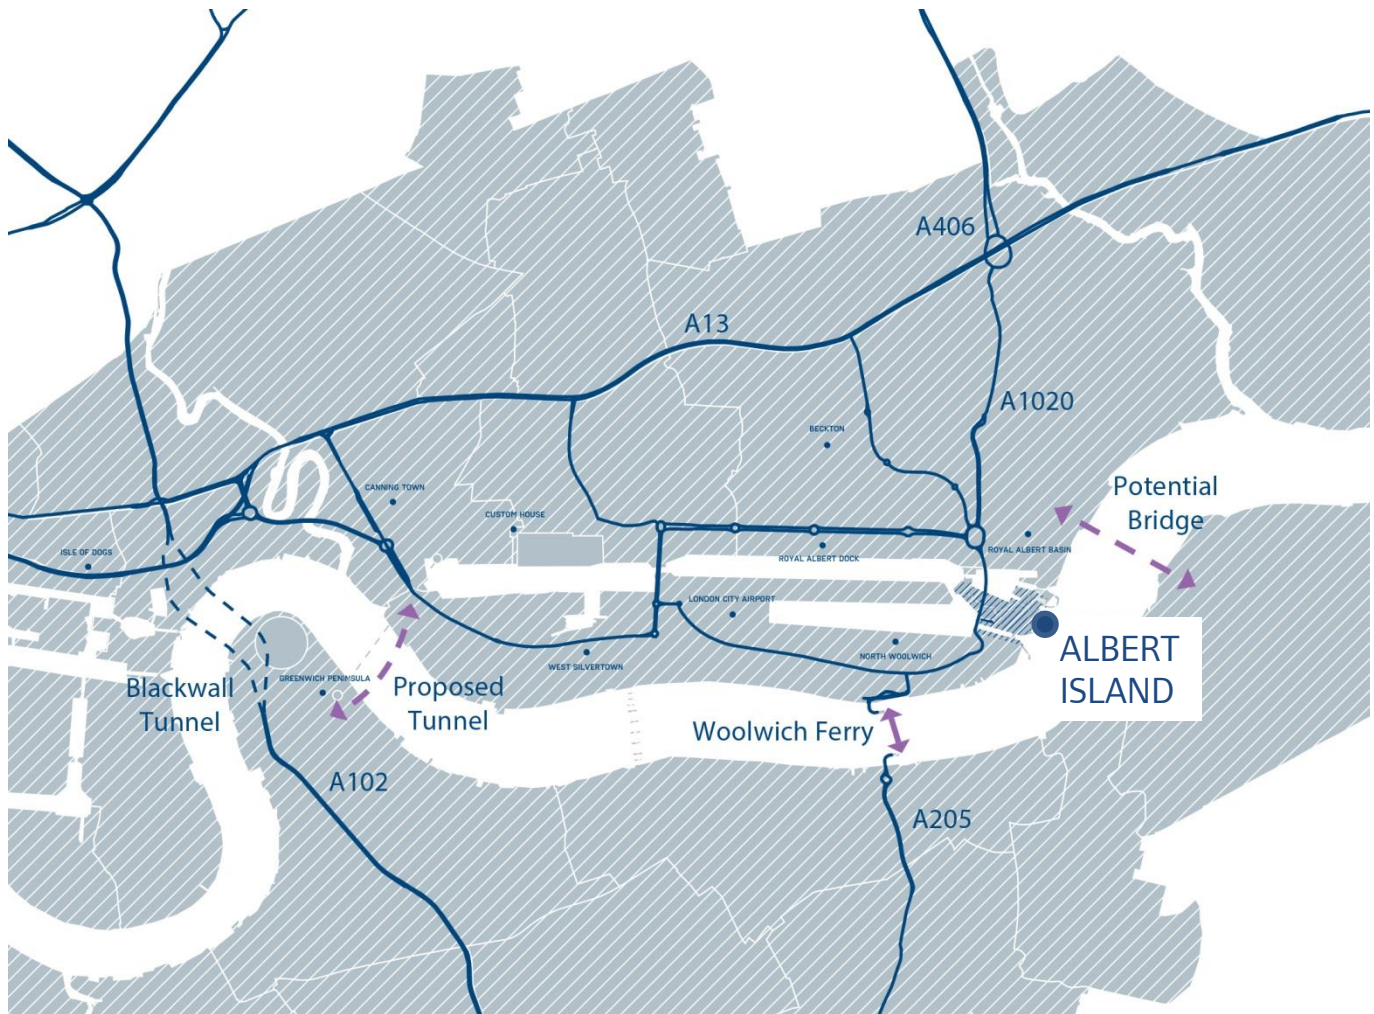 A406
A13
A1020
BECKTON
CANNING TOWN
Potential
Bridge
CUSTOM HOUSE
ISLE OF DOGS
ROYAL ALBERT BASIN
ROYAL ALBERT DOCK
LONDON CITY AIRPORT
ALBERT
ISLAND
NORTH WOOLWICH
WEST SILVERTOWN
GREENWICH PENINSULA
Blackwall
Tunnel
Proposed
Tunnel
Woolwich Ferry
A102
A205